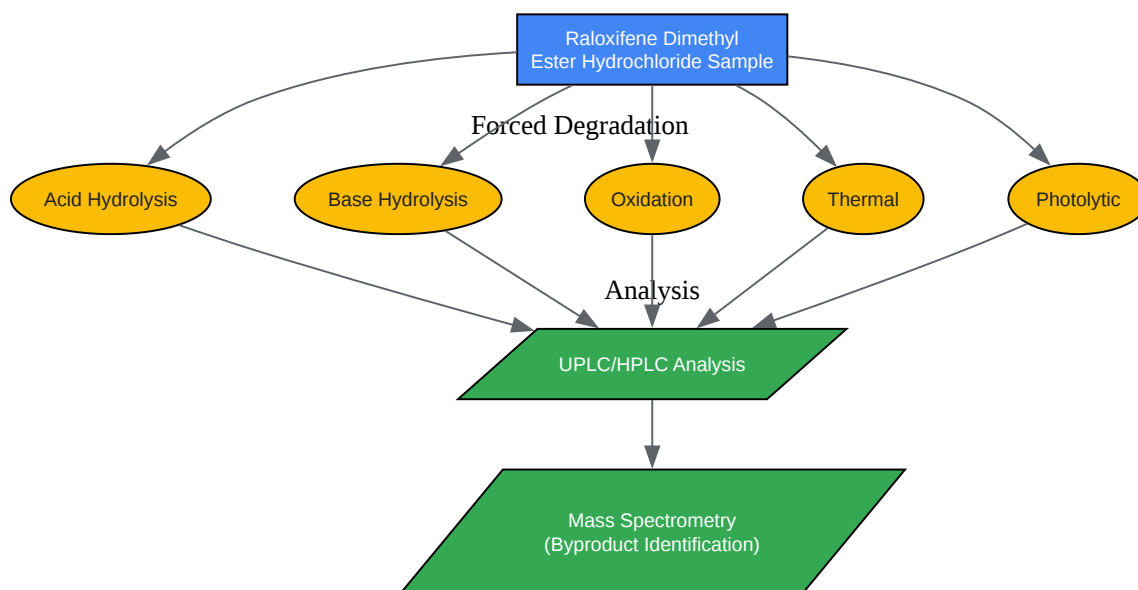 Raloxifene Dimethyl
Ester Hydrochloride Sample
Forced Degradation
Acid Hydrolysis
Base Hydrolysis
Oxidation
Thermal
Photolytic
Analysis
UPLC/HPLC Analysis
Mass Spectrometry
(Byproduct Identification)